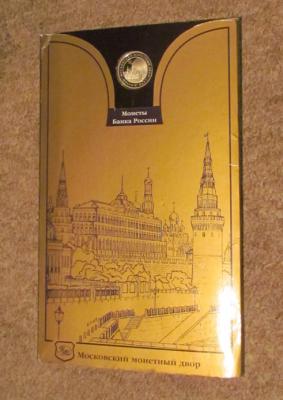 Монеты
Банка России
Московский монетный двор